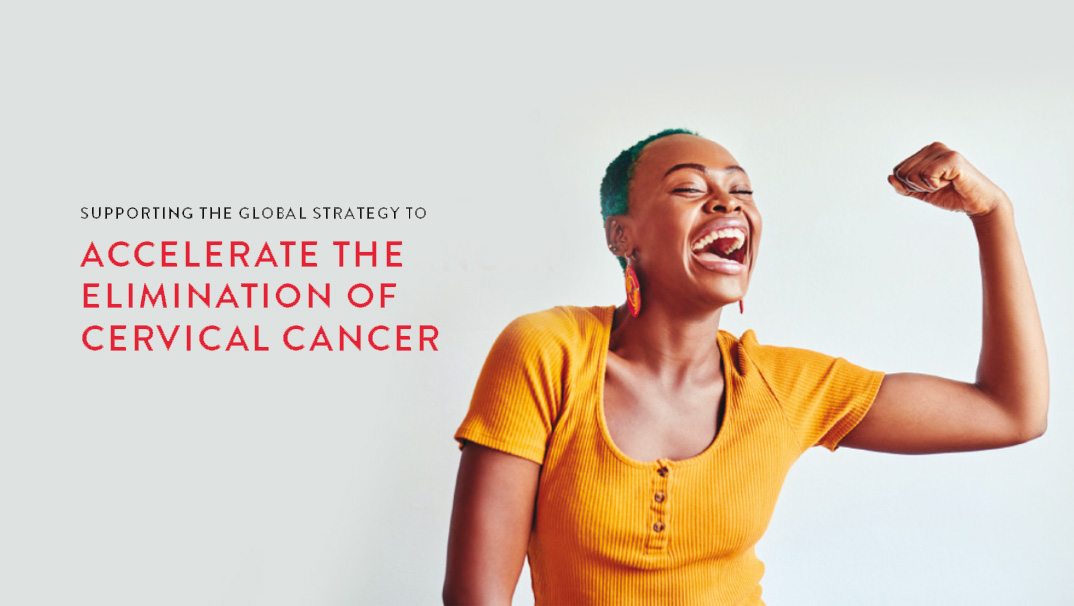 SUPPORTING THE GLOBAL STRATEGY TO
ACCELERATE THE
ELIMINATION OF
CERVICAL CANCER